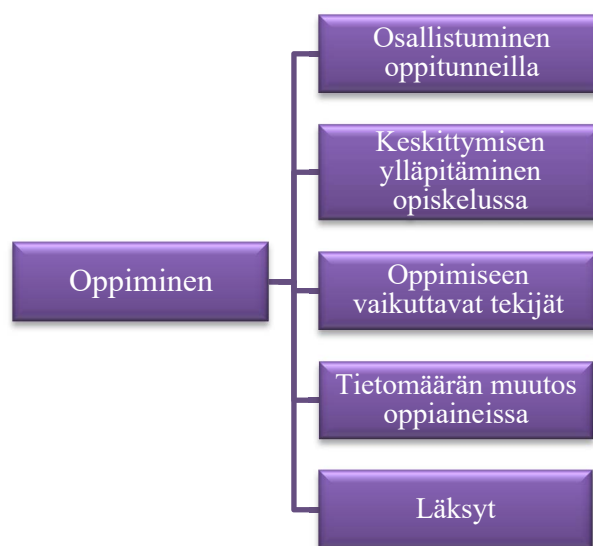 Osallistuminen
oppitunneilla
Keskittymisen
ylläpitäminen
opiskelussa
Oppiminen
Oppimiseen
vaikuttavat tekijät
Tietomäärän muutos
oppiaineissa
Läksyt